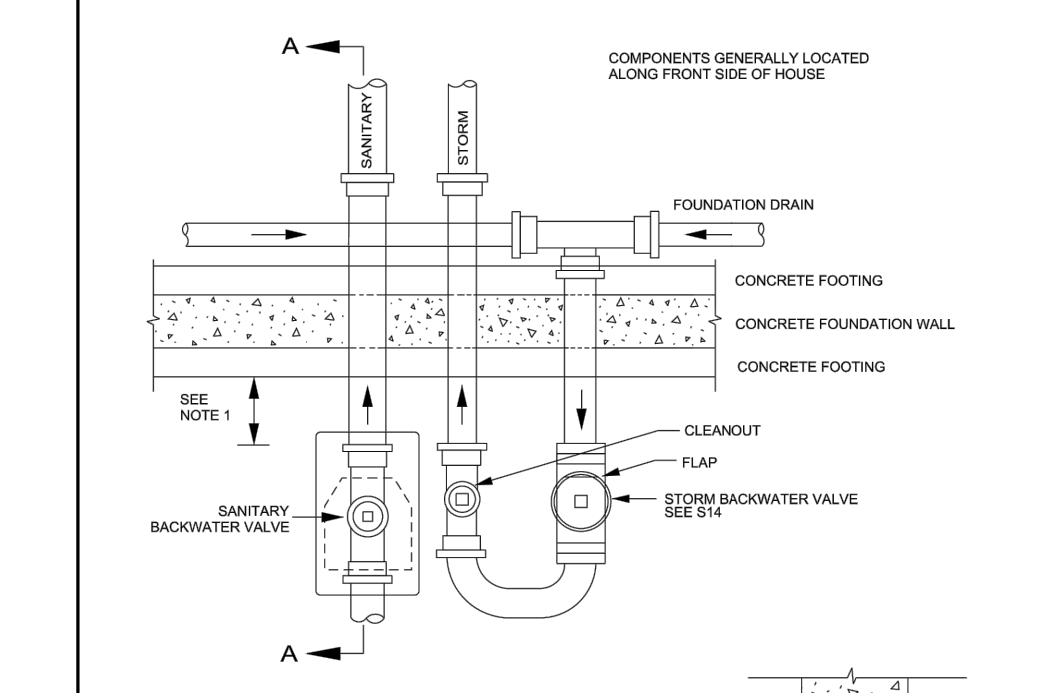 A
COMPONENTS GENERALLY LOCATED
ALONG FRONT SIDE OF HOUSE
SANITARY
STORM
FOUNDATION DRAIN
CONCRETE FOOTING
CONCRETE FOUNDATION WALL
CONCRETE FOOTING
SEE
NOTE 1
CLEANOUT
FLAP
STORM BACKWATER VALVE
SEE S14
SANITARY
BACKWATER VALVE
A